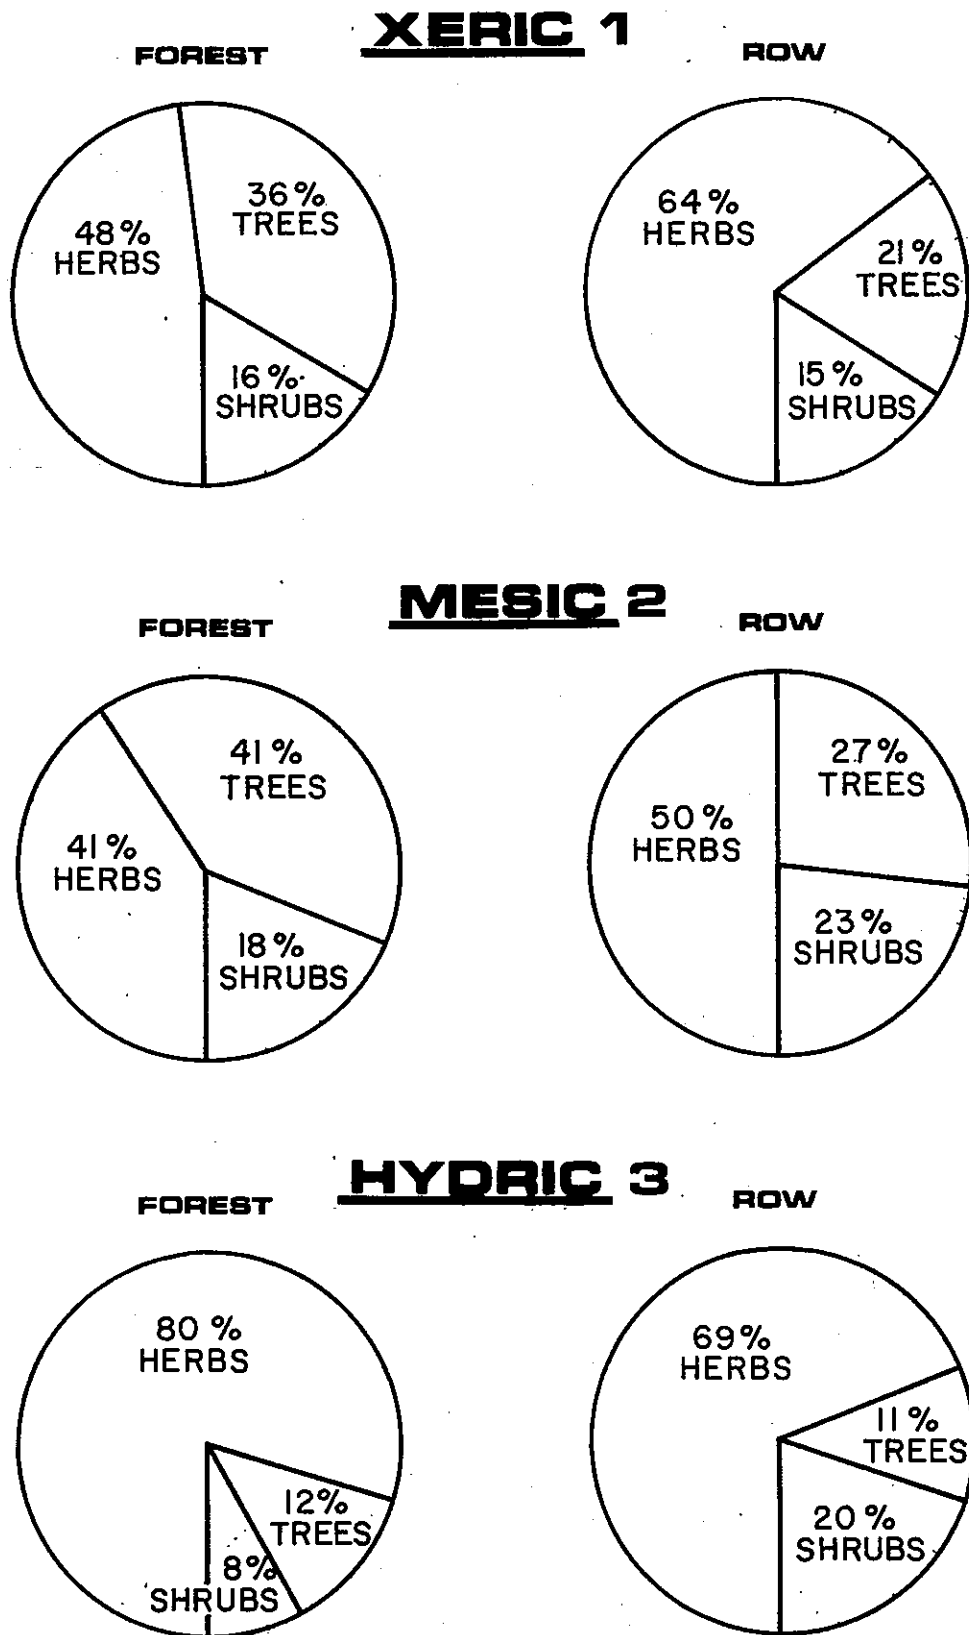 XERIC 1
FOREST
ROW
48%
HERBS
36%
TREES
16%
SHRUBS
64%
HERBS
21%
TREES
15%
SHRUBS
MESIC 2
FOREST
ROW
41%
HERBS
41%
TREES
18%
SHRUBS
50%
HERBS
27%
TREES
23%
SHRUBS
HYDRIC 3
FOREST
ROW
80%
HERBS
12%
TREES
8%
SHRUBS
69%
HERBS
11%
TREES
20%
SHRUBS